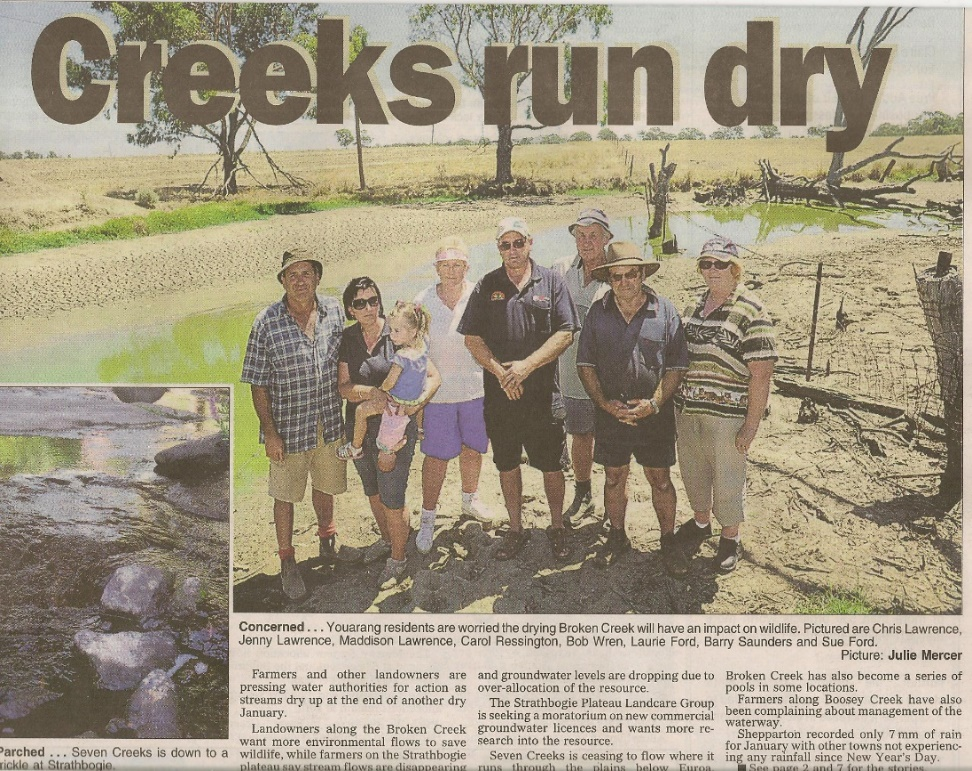 Creeks run dry
Concerned . . . Youarang residents are worried the drying Broken Creek will have an impact on wildlife. Pictured are Chris Lawrence,
Jenny Lawrence, Maddison Lawrence, Carol Ressington, Bob Wren, Laurie Ford, Barry Saunders and Sue Ford.
Picture: Julie Mercer
Parched . . . Seven Creeks is down to a
rickle at Strathbogie.
Farmers and other landowners are
pressing water authorities for action as
streams dry up at the end of another dry
January.
Landowners along the Broken Creek
want more environmental flows to save
wildlife, while farmers on the Strathbogie
plateau say stream flows are disappearing
and groundwater levels are dropping due to
over-allocation of the resource.
The Strathbogie Plateau Landcare Group
is seeking a moratorium on new commercial
groundwater licences and wants more re-
search into the resource.
Seven Creeks is ceasing to flow where it
runs through the plains below Euroa.
Broken Creek has also become a series of
pools in some locations.
Farmers along Boosey Creek have also
been complaining about management of the
waterway.
Shepparton recorded only 7 mm of rain
for January with other towns not experienc-
ing any rainfall since New Year's Day.
■ See page 2 and 7 for the stories.